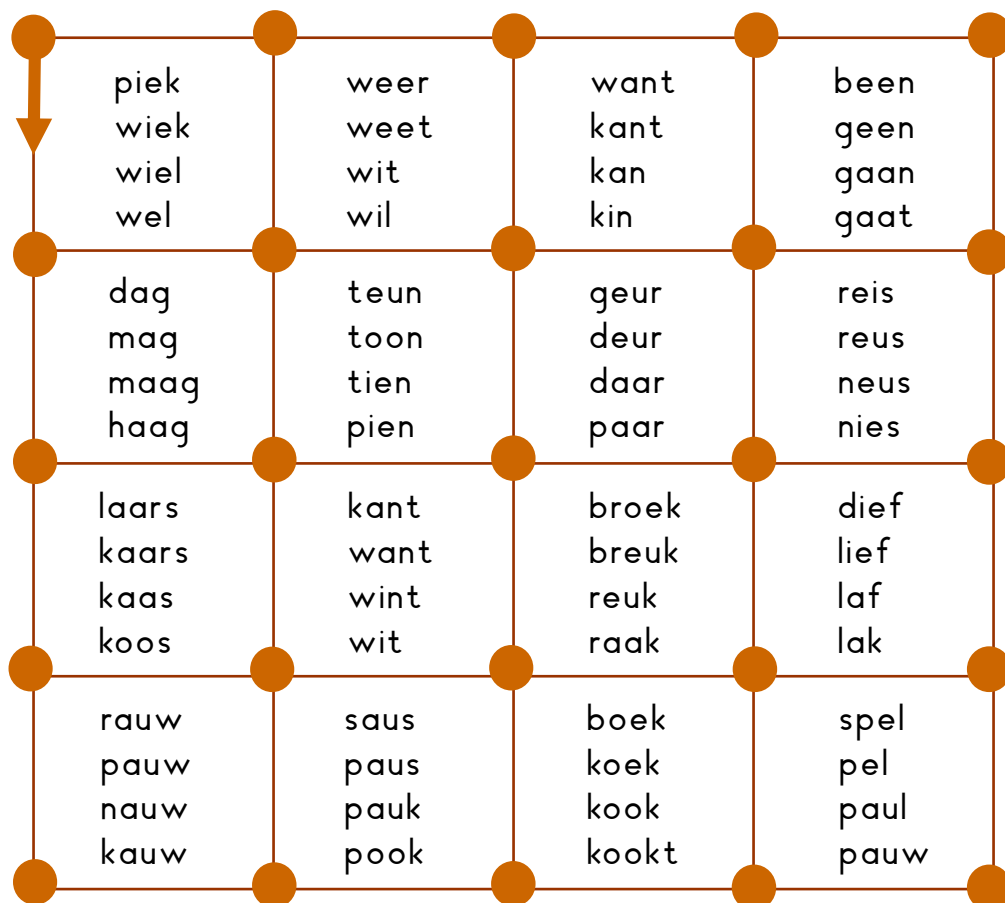 piek
wiek
wiel
wel
weer
weet
wit
wil
want
kant
kan
kin
been
geen
gaan
gaat
dag
mag
maag
haag
teun
toon
tien
pien
geur
deur
daar
paar
reis
reus
neus
nies
laars
kaars
kaas
koos
kant
want
wint
wit
broek
breuk
reuk
raak
dief
lief
laf
lak
rauw
pauw
nauw
kauw
saus
paus
pauk
pook
boek
koek
kook
kookt
spel
pel
paul
pauw